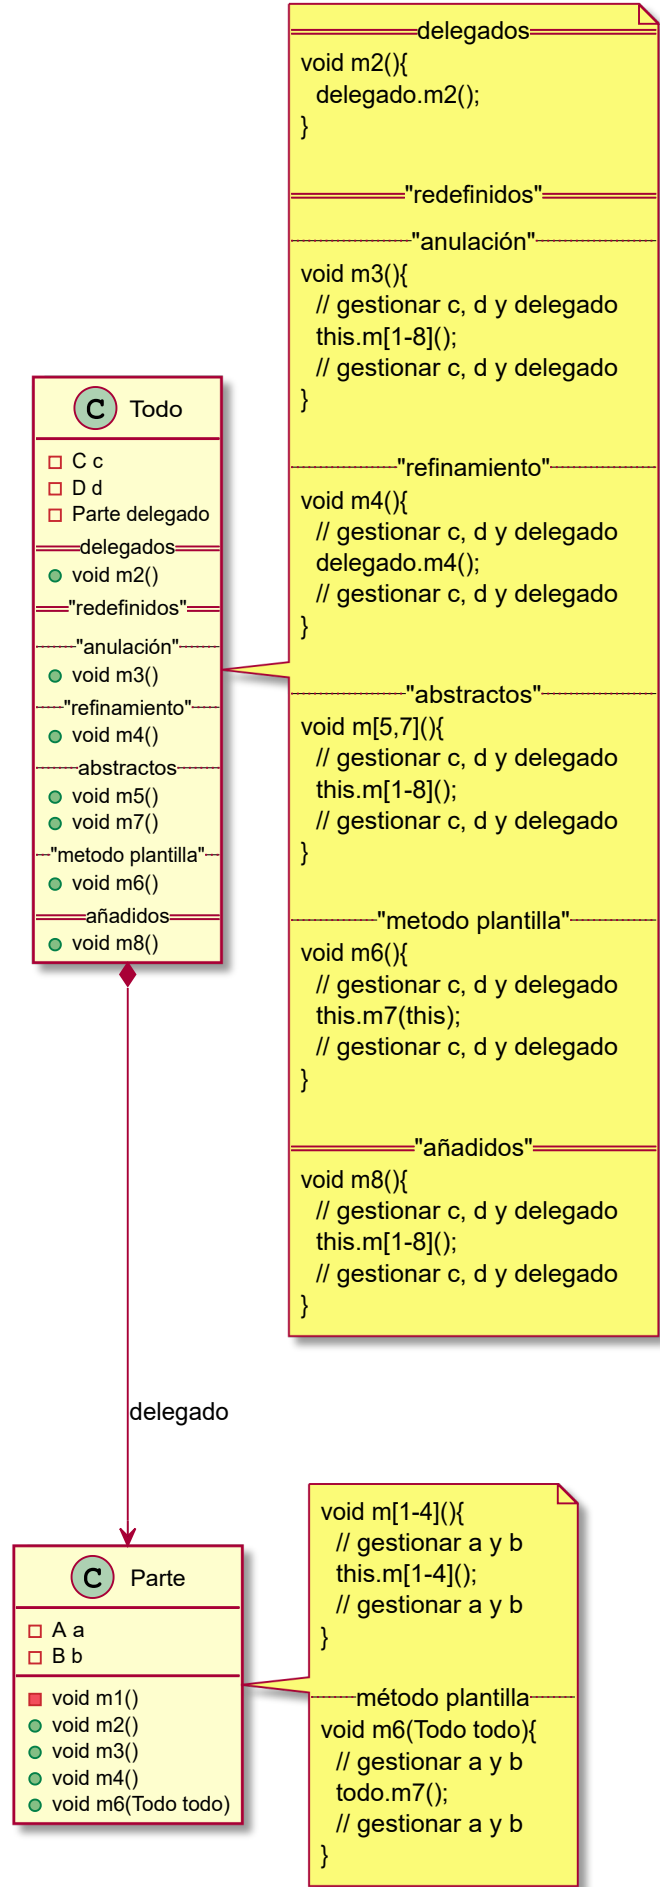 delegados
void m2(){
delegado.m2();
}
"redefinidos"
"anulación"
void m3(){
// gestionar c, d y delegado
this.m[1-8]();
// gestionar c, d y delegado
}
"refinamiento"
void m4(){
// gestionar c, d y delegado
delegado.m4();
// gestionar c, d y delegado
}
"abstractos"
void m[5,7](){
// gestionar c, d y delegado
this.m[1-8]();
// gestionar c, d y delegado
}
"metodo plantilla"
void m6(){
// gestionar c, d y delegado
this.m7(this);
// gestionar c, d y delegado
}
"añadidos"
void m8(){
// gestionar c, d y delegado
this.m[1-8]();
// gestionar c, d y delegado
}
C Todo
C c
D d
Parte delegado
delegados
void m2()
"redefinidos"
"anulación"
void m3()
"refinamiento"
void m4()
abstractos
void m5()
void m7()
"metodo plantilla"
void m6()
añadidos
void m8()
delegado
C Parte
A a
B b
void m1()
void m2()
void m3()
void m4()
void m6(Todo todo)
void m[1-4](){
// gestionar a y b
this.m[1-4]();
// gestionar a y b
}
método plantilla
void m6(Todo todo){
// gestionar a y b
todo.m7();
// gestionar a y b
}